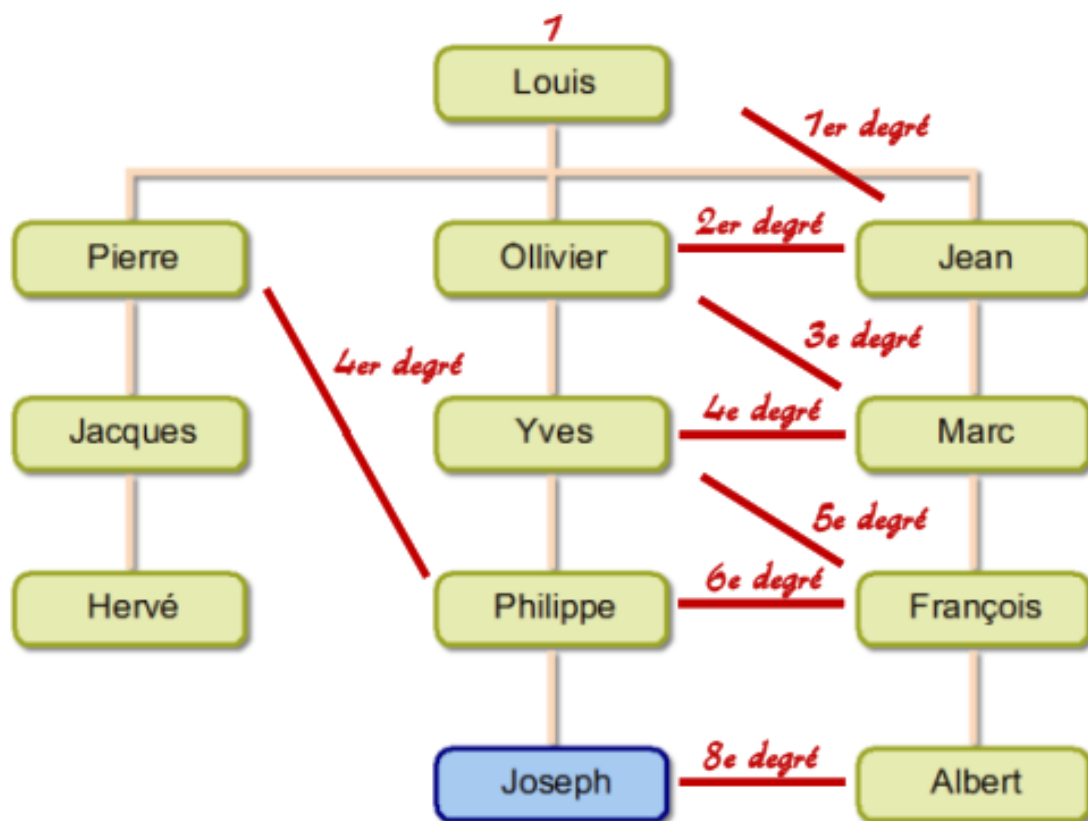 1
Louis
1er degré
Pierre
Ollivier
2er degré
Jean
3e degré
4er degré
Jacques
Yves
4e degré
Marc
5e degré
Hervé
Philippe
6e degré
François
Joseph
8e degré
Albert